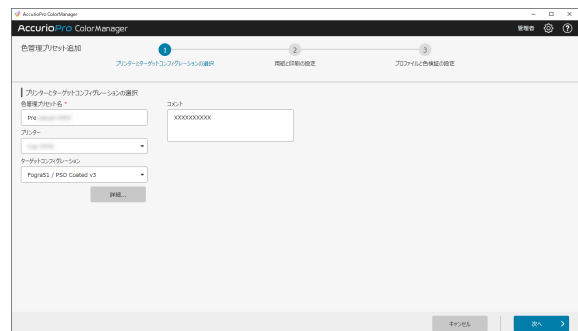 AccurioPro ColorManager
AccurioPro ColorManager
管理者
色管理プリセット追加
1
2
3
プリンターとターゲットコンフィグレーションの選択
用紙と印刷の設定
プロファイルと色検証の設定
プリンターとターゲットコンフィグレーションの選択
色管理プリセット名 *
コメント
Pre
XXXXXXXXXX
プリンター
ターゲットコンフィグレーション
Fogra51 / PSO Coated v3
詳細...
キャンセル
次へ